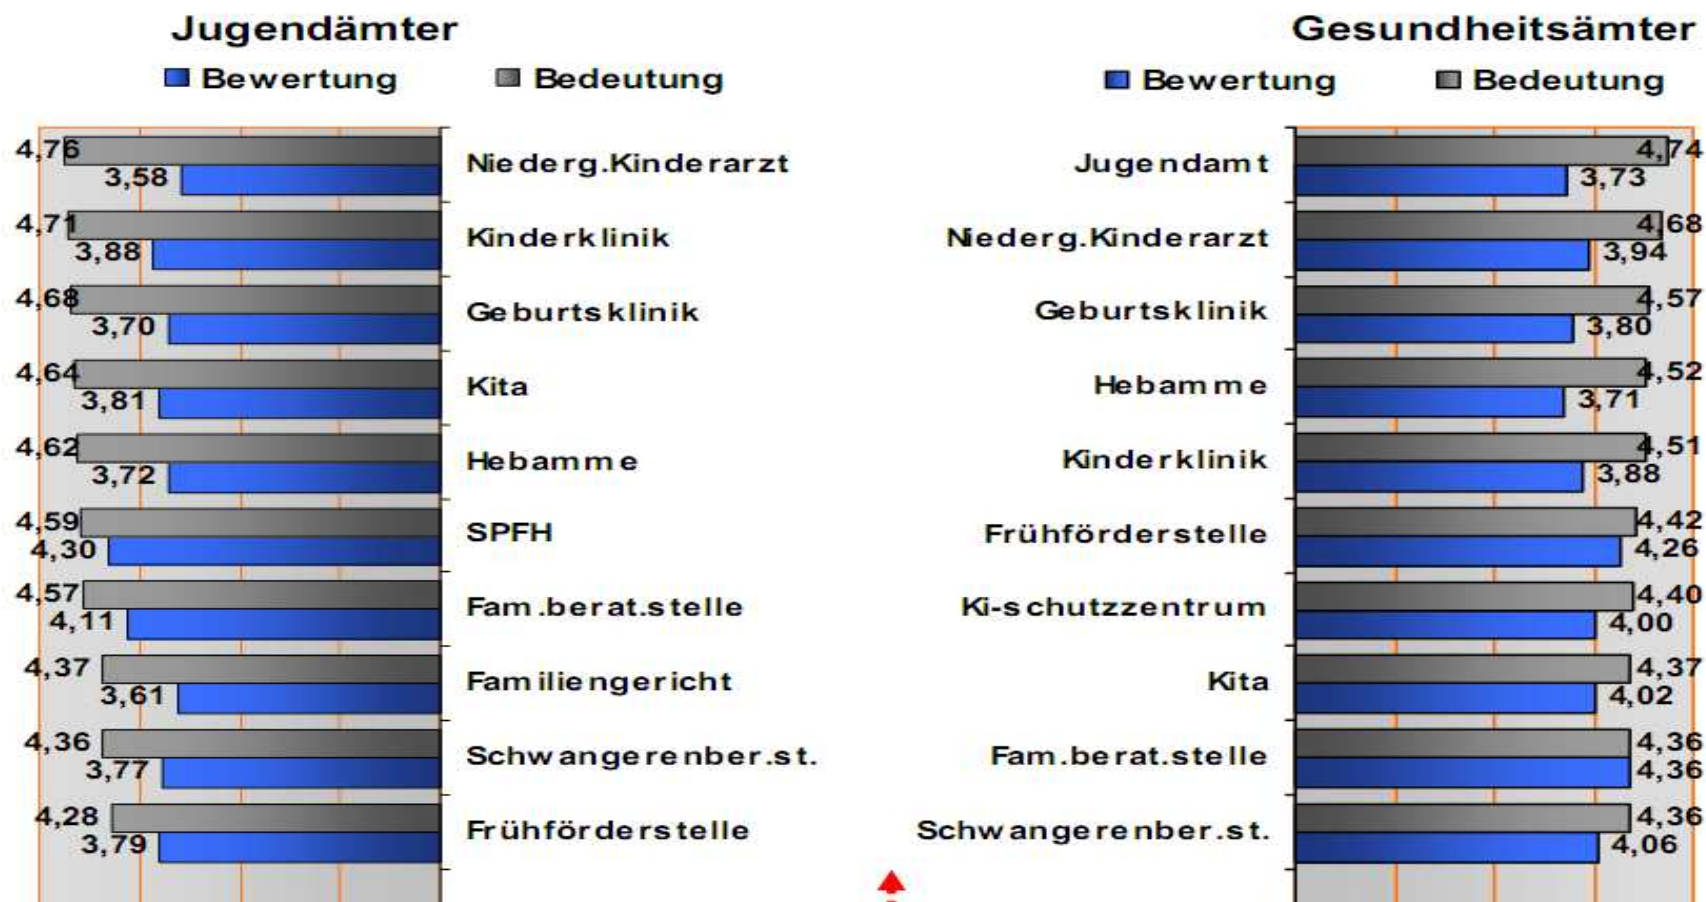 Jugendämter
Bewertung Bedeutung
4,76 Niederg.Kinderarzt
3,58
4,71 Kinderklinik
3,88
4,68 Geburtsklinik
3,70
4,64 Kita
3,81
4,62 Hebamme
3,72
4,59 SPFH
4,30
4,57 Fam.berat.stelle
4,11
4,37 Familiengericht
3,61
4,36 Schwangerenber.st.
3,77
4,28 Frühförderstelle
3,79
Gesundheitsämter
Bewertung Bedeutung
Jugendamt 4,74
3,73
Niederg.Kinderarzt 4,68
3,94
Geburtsklinik 4,57
3,80
Hebamme 4,52
3,71
Kinderklinik 4,51
3,88
Frühförderstelle 4,42
4,26
Ki-schutzzentrum 4,40
4,00
Kita 4,37
4,02
Fam.berat.stelle 4,36
4,36
Schwangerenber.st. 4,36
4,06